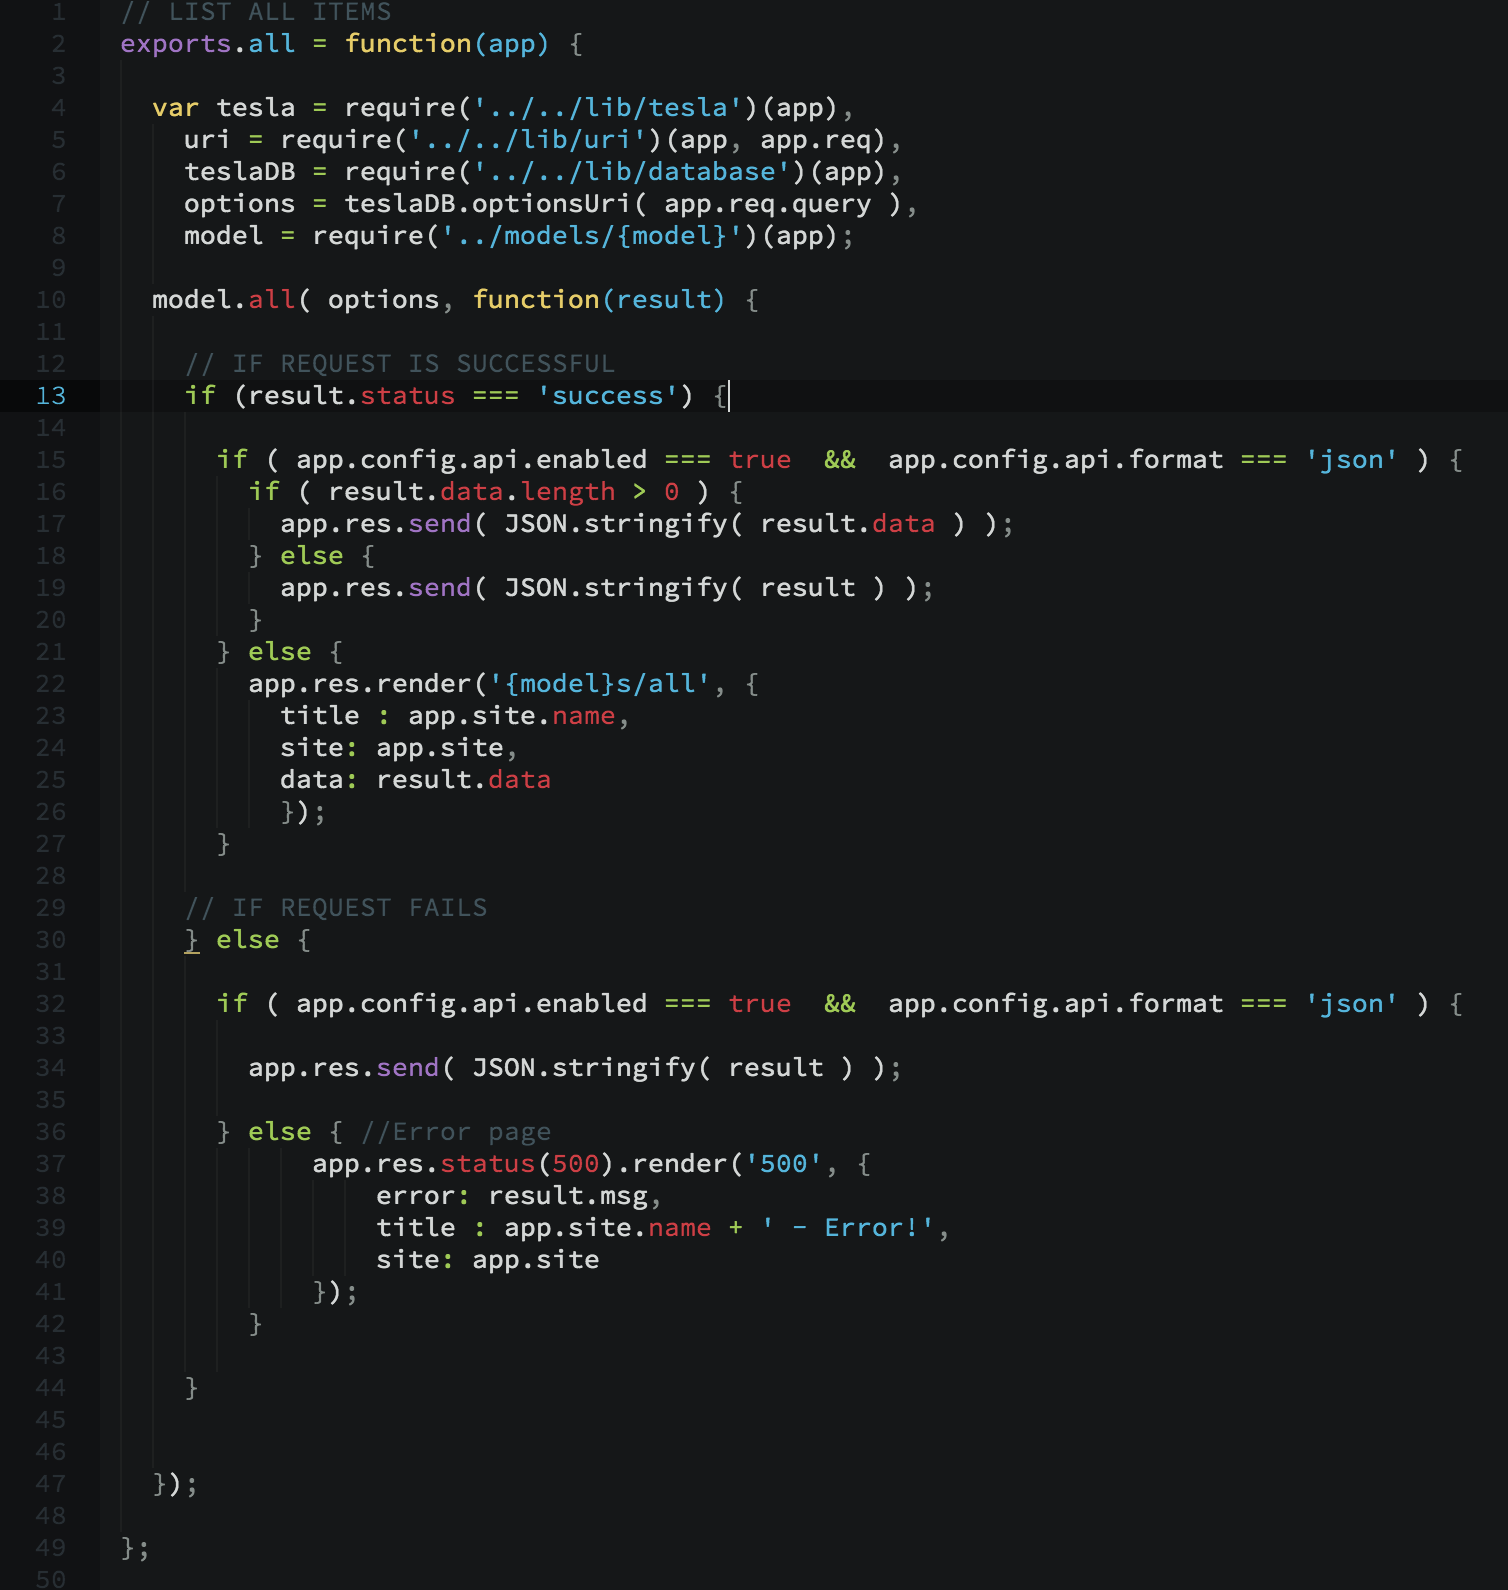 1 // LIST ALL ITEMS
2 exports.all = function(app) {
3
4   var tesla = require('../../lib/tesla')(app),
5     uri = require('../../lib/uri')(app, app.req),
6     teslaDB = require('../../lib/database')(app),
7     options = teslaDB.optionsUri( app.req.query ),
8     model = require('../models/{model}')(app);
9
10   model.all( options, function(result) {
11
12     // IF REQUEST IS SUCCESSFUL
13     if (result.status === 'success') {
14
15       if ( app.config.api.enabled === true  &&  app.config.api.format === 'json' ) {
16         if ( result.data.length > 0 ) {
17           app.res.send( JSON.stringify( result.data ) );
18         } else {
19           app.res.send( JSON.stringify( result ) );
20         }
21       } else {
22         app.res.render('{model}s/all', {
23           title : app.site.name,
24           site: app.site,
25           data: result.data
26           });
27       }
28
29     // IF REQUEST FAILS
30     } else {
31
32       if ( app.config.api.enabled === true  &&  app.config.api.format === 'json' ) {
33
34         app.res.send( JSON.stringify( result ) );
35
36       } else { //Error page
37             app.res.status(500).render('500', {
38                 error: result.msg,
39                 title : app.site.name + ' - Error!',
40                 site: app.site
41             });
42         }
43
44     }
45
46
47   });
48
49 };
50